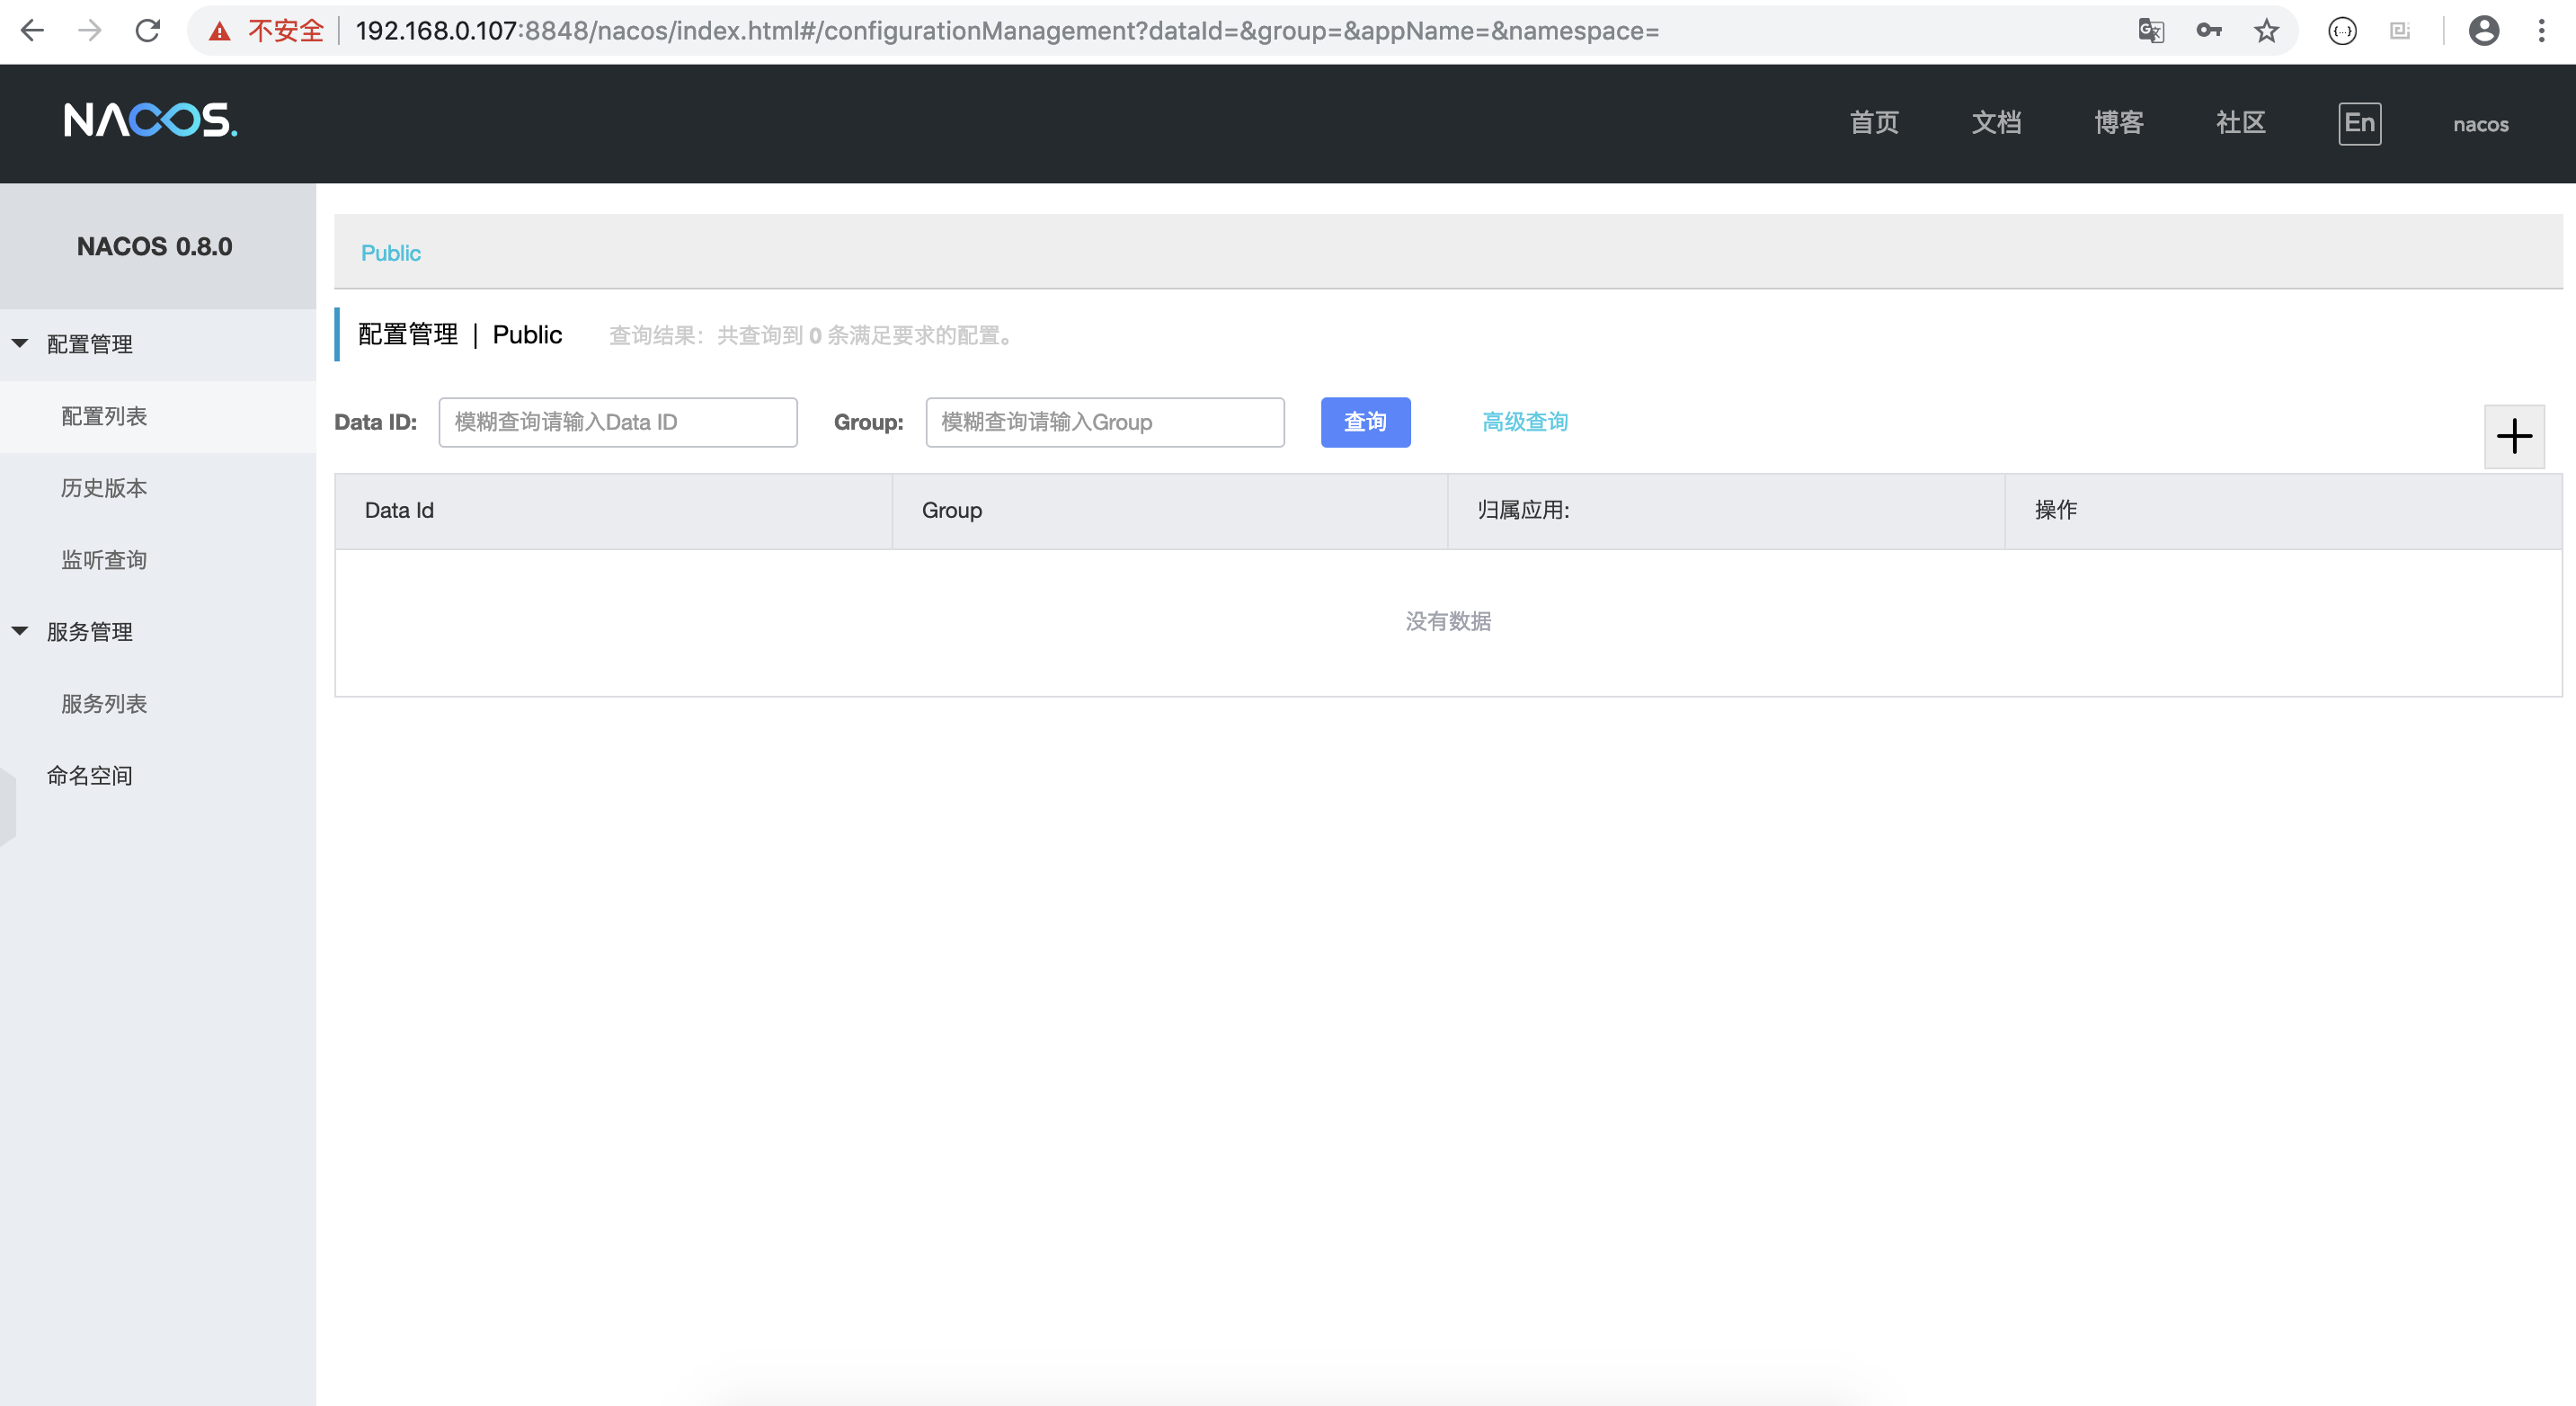 不安全 192.168.0.107:8848/nacos/index.html#/configurationManagement?dataId=&group=&appName=&namespace=
NACOS. 首页 文档 博客 社区 En nacos
NACOS 0.8.0
配置管理
配置列表
历史版本
监听查询
服务管理
服务列表
命名空间
Public
配置管理 | Public 查询结果：共查询到 0 条满足要求的配置。
Data ID: 模糊查询请输入Data ID Group: 模糊查询请输入Group 查询 高级查询
Data Id Group 归属应用: 操作
没有数据